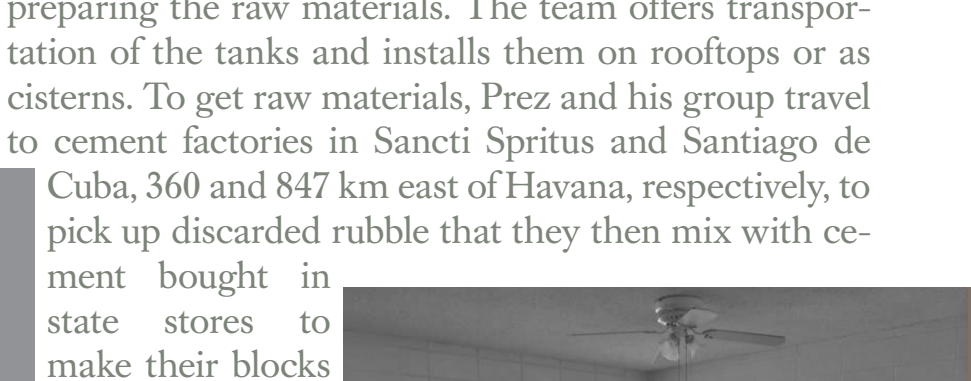 preparing the raw materials. The team offers transpor-
tation of the tanks and installs them on rooftops or as
cisterns. To get raw materials, Prez and his group travel
to cement factories in Sancti Spritus and Santiago de
Cuba, 360 and 847 km east of Havana, respectively, to
pick up discarded rubble that they then mix with ce-
ment bought in
state stores to
make their blocks